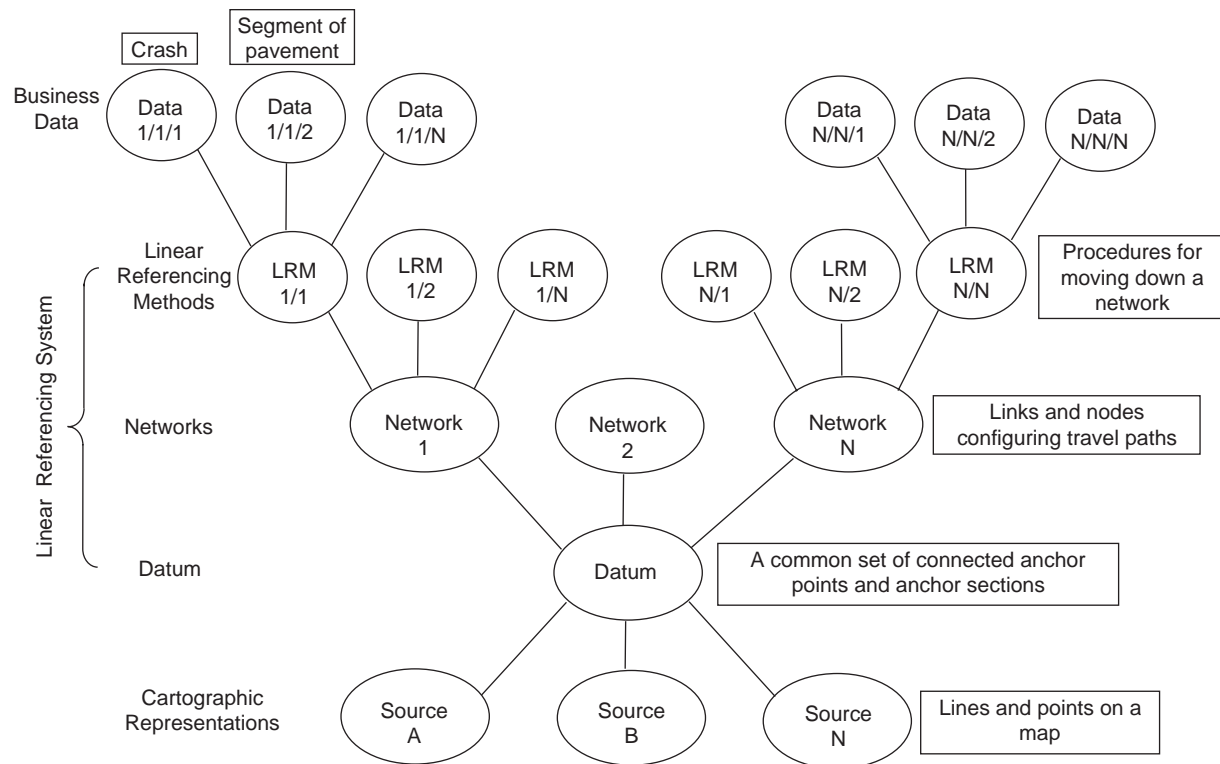 Crash
Segment of
pavement
Business
Data
Data
1/1/1
Data
1/1/2
Data
1/1/N
Data
N/N/1
Data
N/N/2
Data
N/N/N
Linear
Referencing
Methods
LRM
1/1
LRM
1/2
LRM
1/N
LRM
N/1
LRM
N/2
LRM
N/N
Procedures for
moving down a
network
Linear Referencing System
Networks
Network
1
Network
2
Network
N
Links and nodes
configuring travel paths
Datum
Datum
A common set of connected anchor
points and anchor sections
Cartographic
Representations
Source
A
Source
B
Source
N
Lines and points on a
map